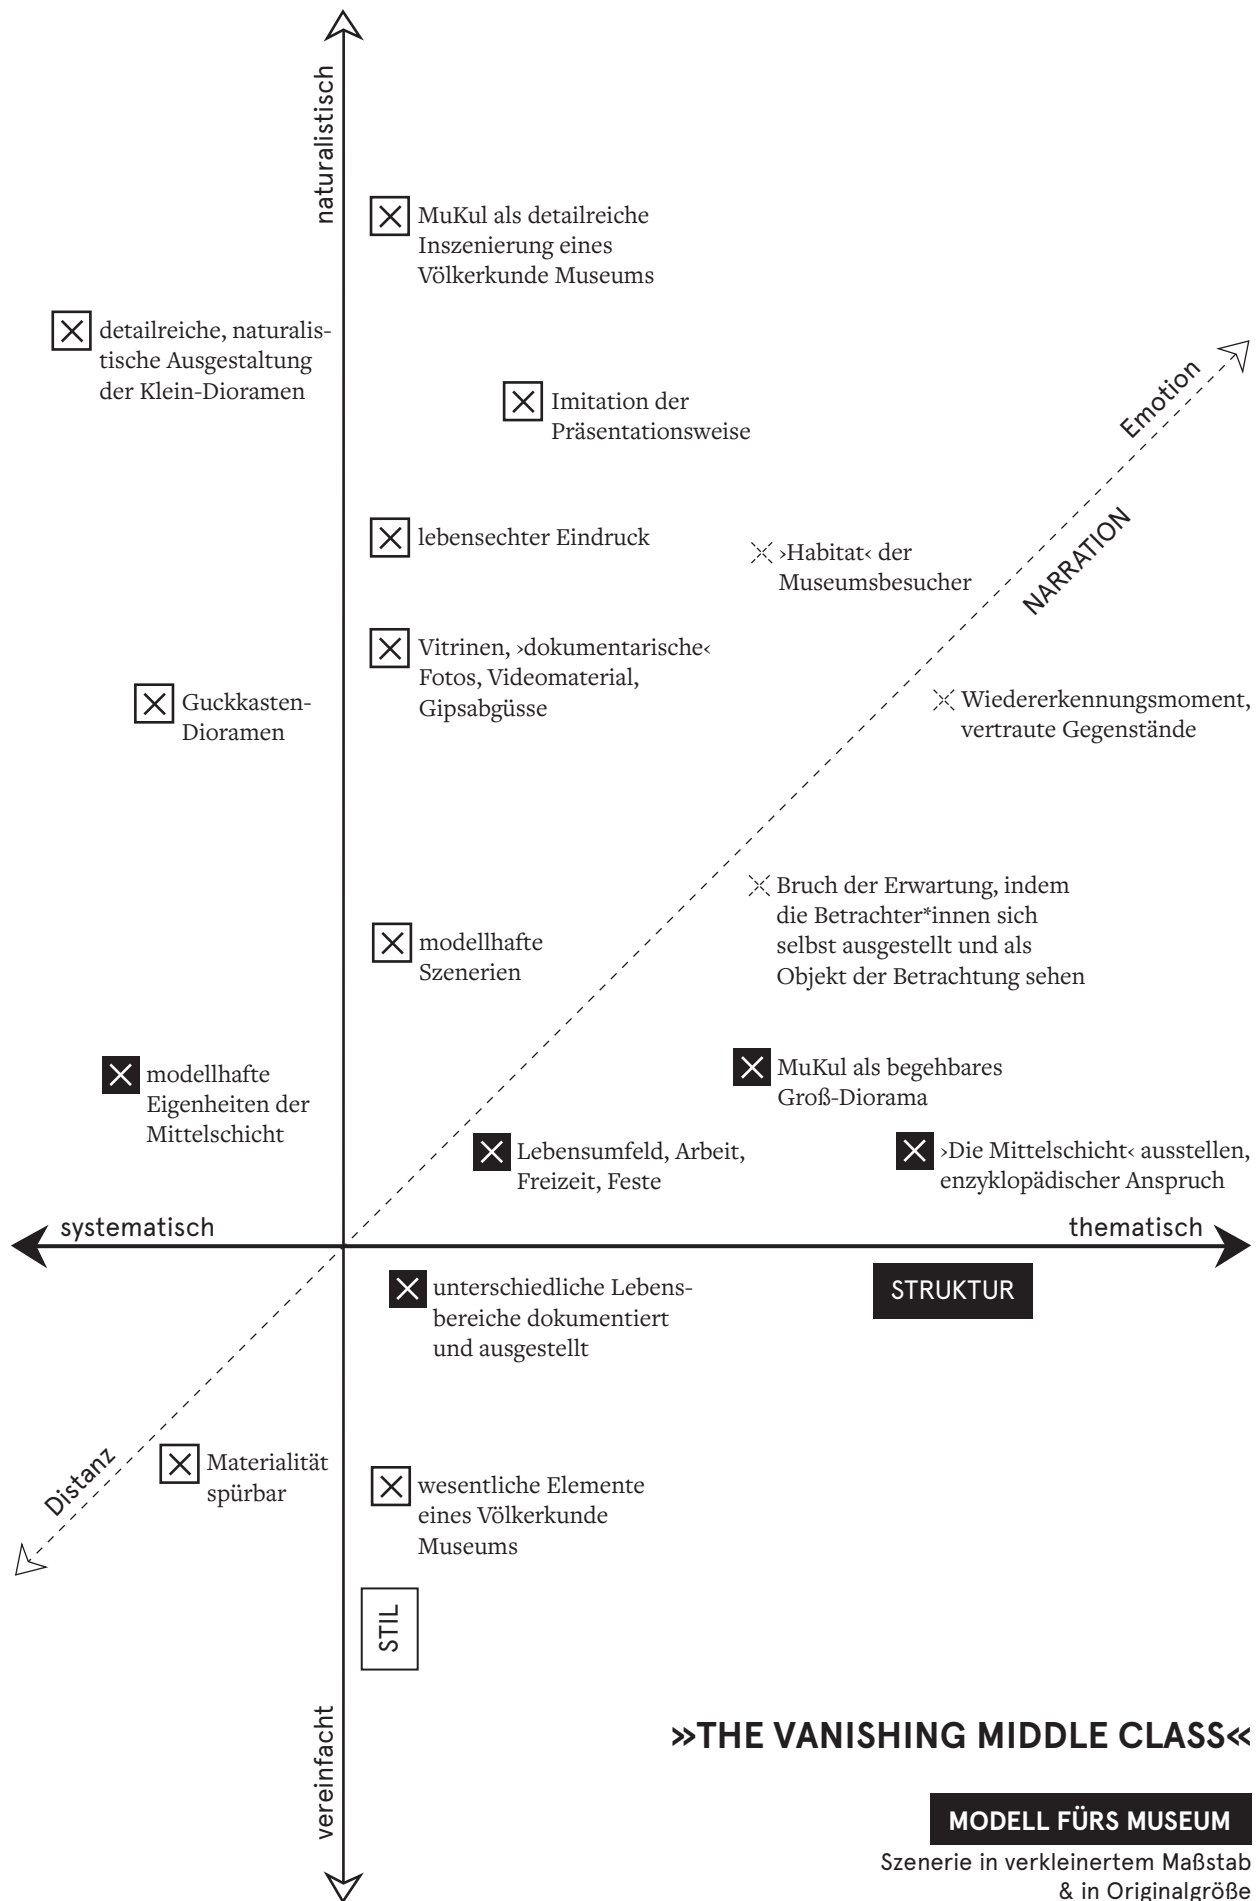 naturalistisch
MuKul als detailreiche
Inszenierung eines
Völkerkunde Museums
detailreiche, naturalis-
tische Ausgestaltung
der Klein-Dioramen
Imitation der
Präsentationsweise
Emotion
NARRATION
lebensechter Eindruck
›Habitat‹ der
Museumsbesucher
Vitrinen, ›dokumentarische‹
Fotos, Videomaterial,
Gipsabgüsse
Guckkasten-
Dioramen
Wiedererkennungsmoment,
vertraute Gegenstände
Bruch der Erwartung, indem
die Betrachter*innen sich
selbst ausgestellt und als
Objekt der Betrachtung sehen
modellhafte
Szenerien
modellhafte
Eigenheiten der
Mittelschicht
MuKul als begehbares
Groß-Diorama
Lebensumfeld, Arbeit,
Freizeit, Feste
›Die Mittelschicht‹ ausstellen,
enzyklopädischer Anspruch
systematisch
thematisch
STRUKTUR
unterschiedliche Lebens-
bereiche dokumentiert
und ausgestellt
Distanz
Materialität
spürbar
wesentliche Elemente
eines Völkerkunde
Museums
STIL
vereinfacht
»THE VANISHING MIDDLE CLASS«
MODELL FÜRS MUSEUM
Szenerie in verkleinertem Maßstab
& in Originalgröße